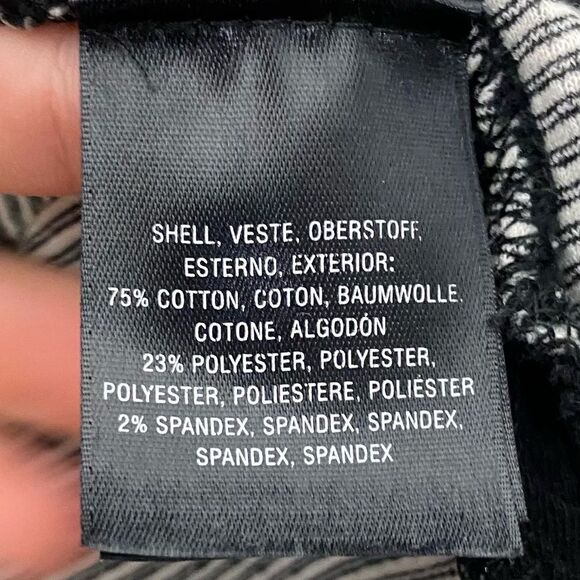 SHELL, VESTE, OBERSTOFF,
ESTERNO, EXTERIOR:
75% COTTON, COTON, BAUMWOLLE,
COTONE, ALGODÓN
23% POLYESTER, POLYESTER,
POLYESTER, POLIESTERE, POLIÉSTER
2% SPANDEX, SPANDEX, SPANDEX,
SPANDEX, SPANDEX